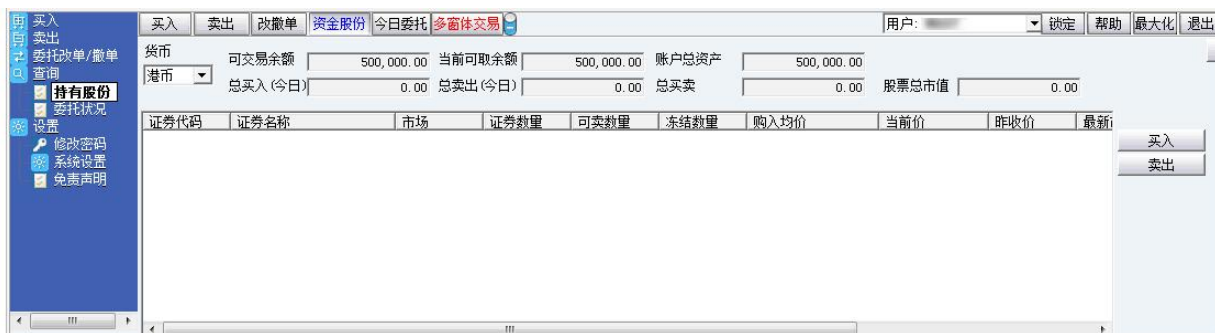 买入
卖出
委托改单/撤单
查询
持有股份
委托状况
设置
修改密码
系统设置
免责声明
买入 卖出 改撤单 资金股份 今日委托 多窗体交易 用户: 锁定 帮助 最大化 退出
货币 可交易余额 500,000.00 当前可取余额 500,000.00 账户总资产 500,000.00
港币 总买入(今日) 0.00 总卖出(今日) 0.00 总买卖 0.00 股票总市值 0.00
证券代码 证券名称 市场 证券数量 可卖数量 冻结数量 购入均价 当前价 昨收价 最新
买入
卖出